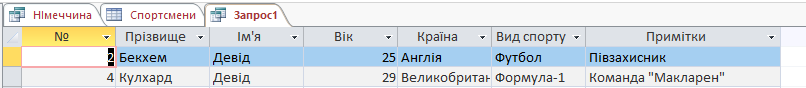 Німеччина Спортсмени Запрос1
№ Прізвище Ім'я Вік Країна Вид спорту Примітки
2 Бекхем Девід 25 Англія Футбол Півзахисник
4 Кулхард Девід 29 Великобритан Формула-1 Команда "Макларен"